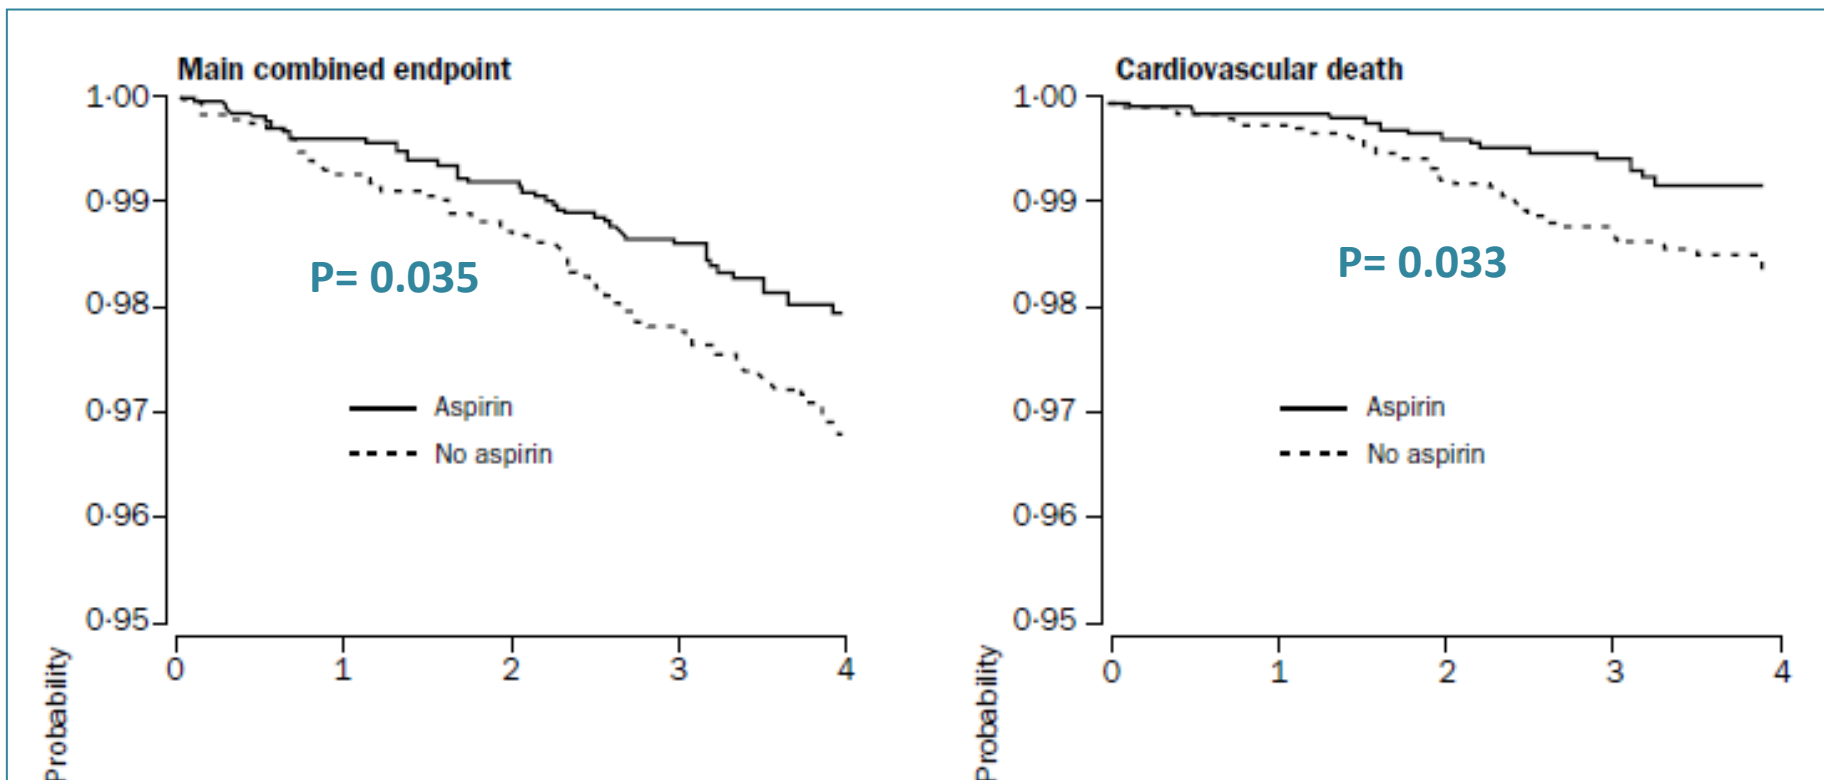 Main combined endpoint
1·00
0·99
0·98
0·97
0·96
0·95
P= 0.035
Aspirin
No aspirin
0 1 2 3 4
Probability
Cardiovascular death
1·00
0·99
0·98
0·97
0·96
0·95
P= 0.033
Aspirin
No aspirin
0 1 2 3 4
Probability